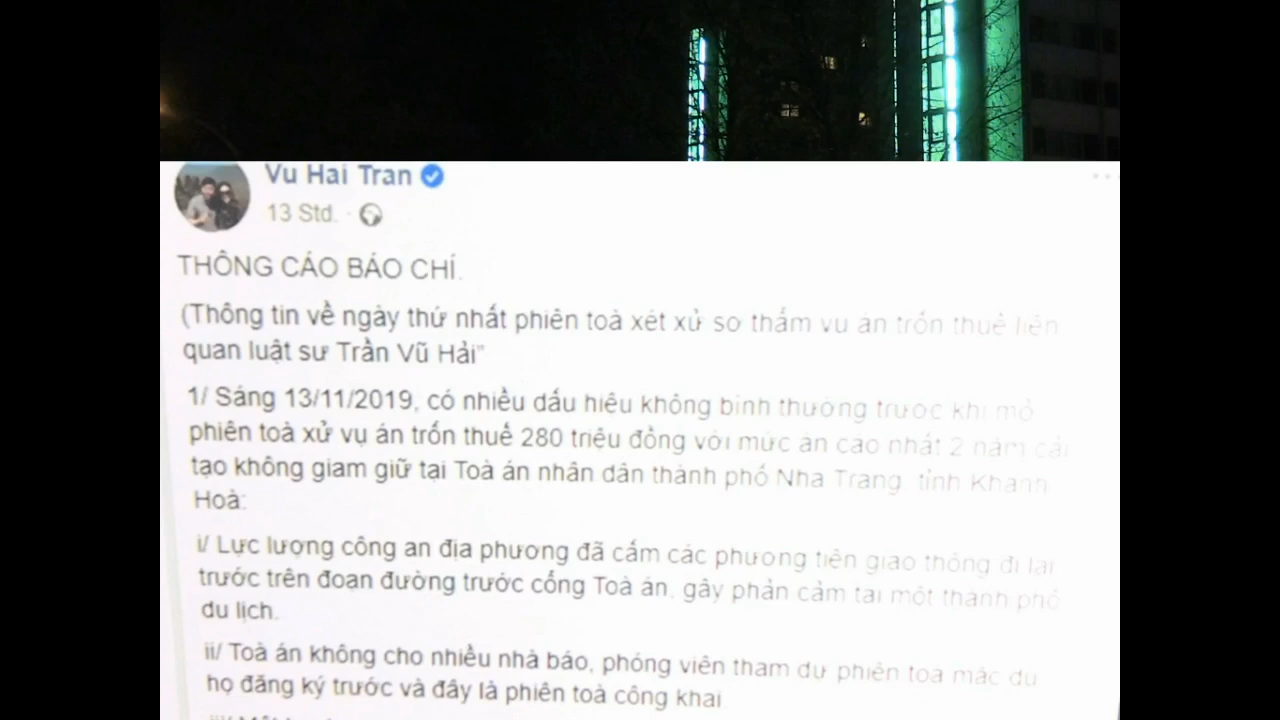 Vu Hai Tran
13 Std. ·
THÔNG CÁO BÁO CHÍ.
(Thông tin về ngày thứ nhất phiên toà xét xử sơ thẩm vụ án trốn thuế liên
quan luật sư Trần Vũ Hải"
1/ Sáng 13/11/2019, có nhiều dấu hiệu không bình thường trước khi mở
phiên toà xử vụ án trốn thuế 280 triệu đồng với mức án cao nhất 2 năm cải
tạo không giam giữ tại Toà án nhân dân thành phố Nha Trang, tỉnh Khánh
Hoà:
i/ Lực lượng công an địa phương đã cấm các phương tiện giao thông đi lại
trước trên đoạn đường trước cổng Toà án, gây phản cảm tại một thành phố
du lịch.
ii/ Toà án không cho nhiều nhà báo, phóng viên tham dự phiên toà mặc dù
họ đăng ký trước và đây là phiên toà công khai.